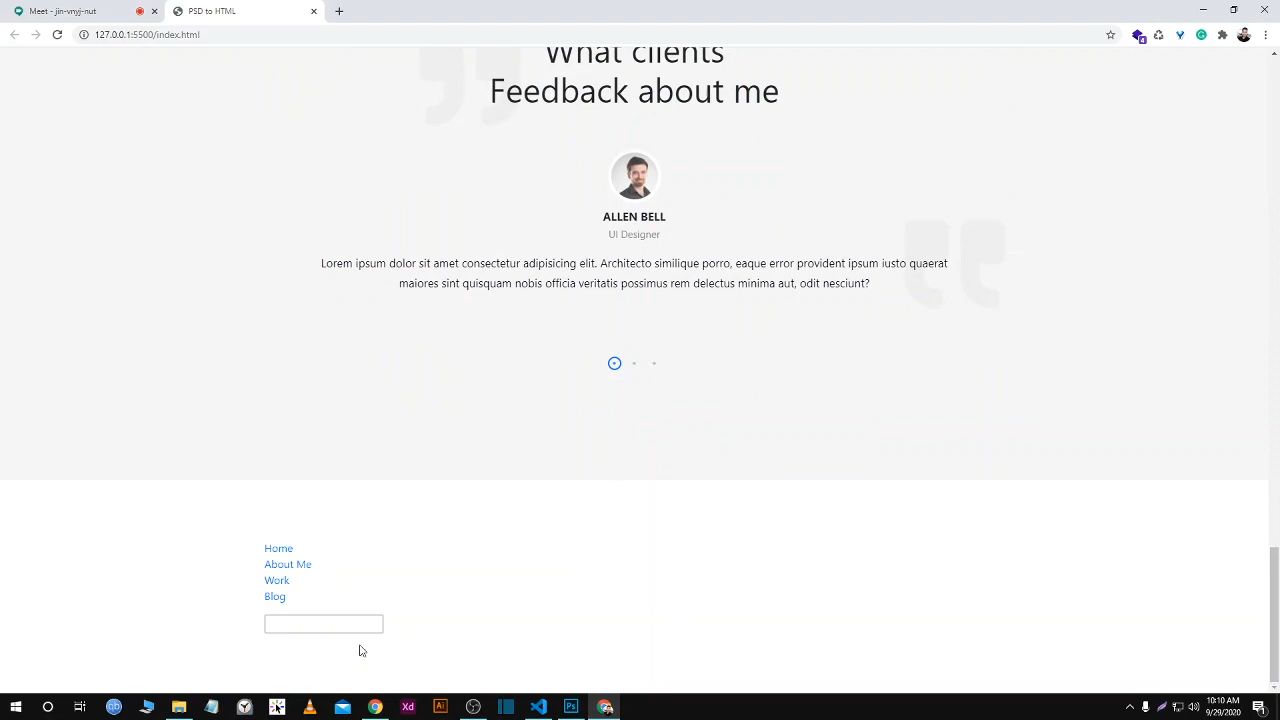 Meet - jin-vnyj-nut
PSD to HTML
127.0.0.1:5500/index.html
What clients
Feedback about me
ALLEN BELL
UI Designer
Lorem ipsum dolor sit amet consectetur adipisicing elit. Architecto similique porro, eaque error provident ipsum iusto quaerat
maiores sint quisquam nobis officia veritatis possimus rem delectus minima aut, odit nesciunt?
Home
About Me
Work
Blog
Xd
Ai
Ps
10:10 AM
9/29/2020